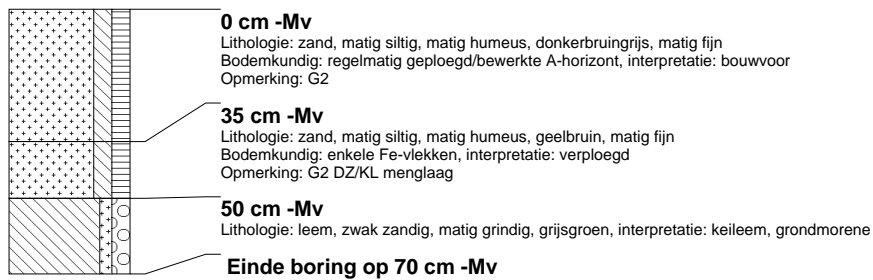 0 cm -Mv
Lithologie: zand, matig siltig, matig humeus, donkerbruingrijs, matig fijn
Bodemkundig: regelmatig geploegd/bewerkte A-horizont, interpretatie: bouwvoor
Opmerking: G2
35 cm -Mv
Lithologie: zand, matig siltig, matig humeus, geelbruin, matig fijn
Bodemkundig: enkele Fe-vlekken, interpretatie: verploegd
Opmerking: G2 DZ/KL menglaag
50 cm -Mv
Lithologie: leem, zwak zandig, matig grindig, grijsgroen, interpretatie: keileem, grondmorene
Einde boring op 70 cm -Mv